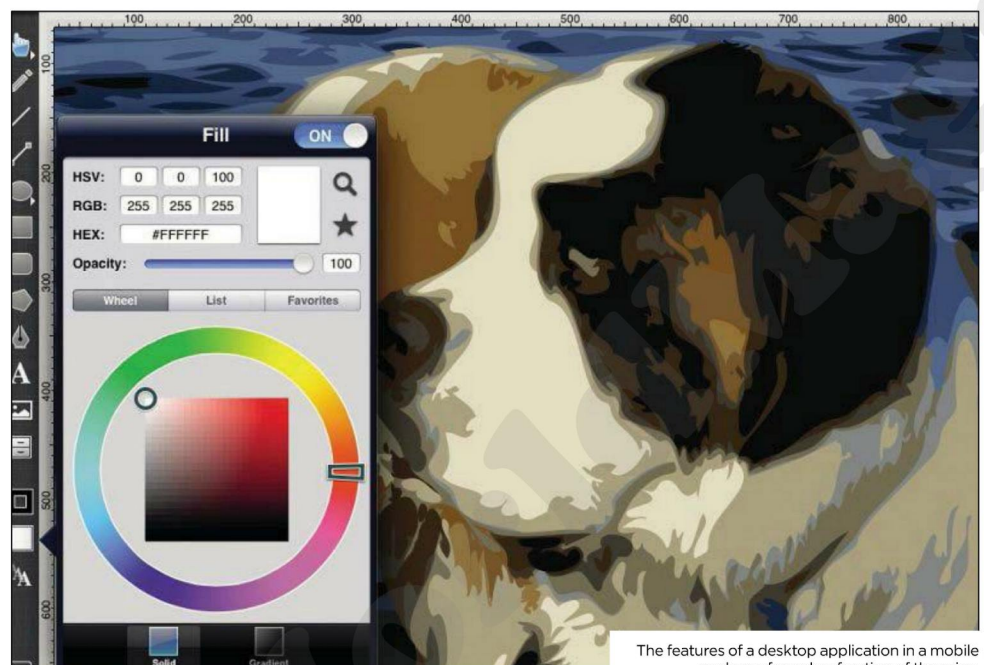 100 200 300 400 500 600 700 800
100
200
300
400
500
600
Fill ON
HSV: 0 0 100
RGB: 255 255 255
HEX: #FFFFFF
Opacity: 100
Wheel List Favorites
A
Solid Gradient
The features of a desktop application in a mobile